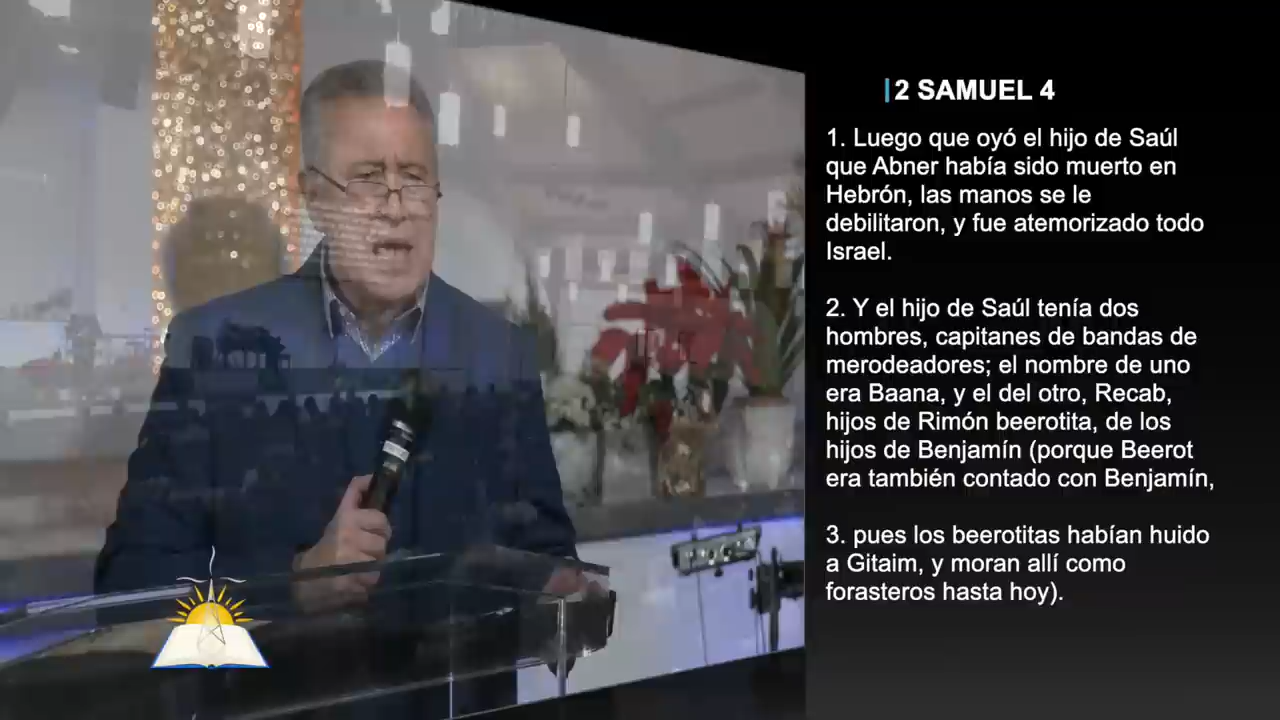 2 SAMUEL 4
1. Luego que oyó el hijo de Saúl
que Abner había sido muerto en
Hebrón, las manos se le
debilitaron, y fue atemorizado todo
Israel.
2. Y el hijo de Saúl tenía dos
hombres, capitanes de bandas de
merodeadores; el nombre de uno
era Baana, y el del otro, Recab,
hijos de Rimón beerotita, de los
hijos de Benjamín (porque Beerot
era también contado con Benjamín,
3. pues los beerotitas habían huido
a Gitaim, y moran allí como
forasteros hasta hoy).